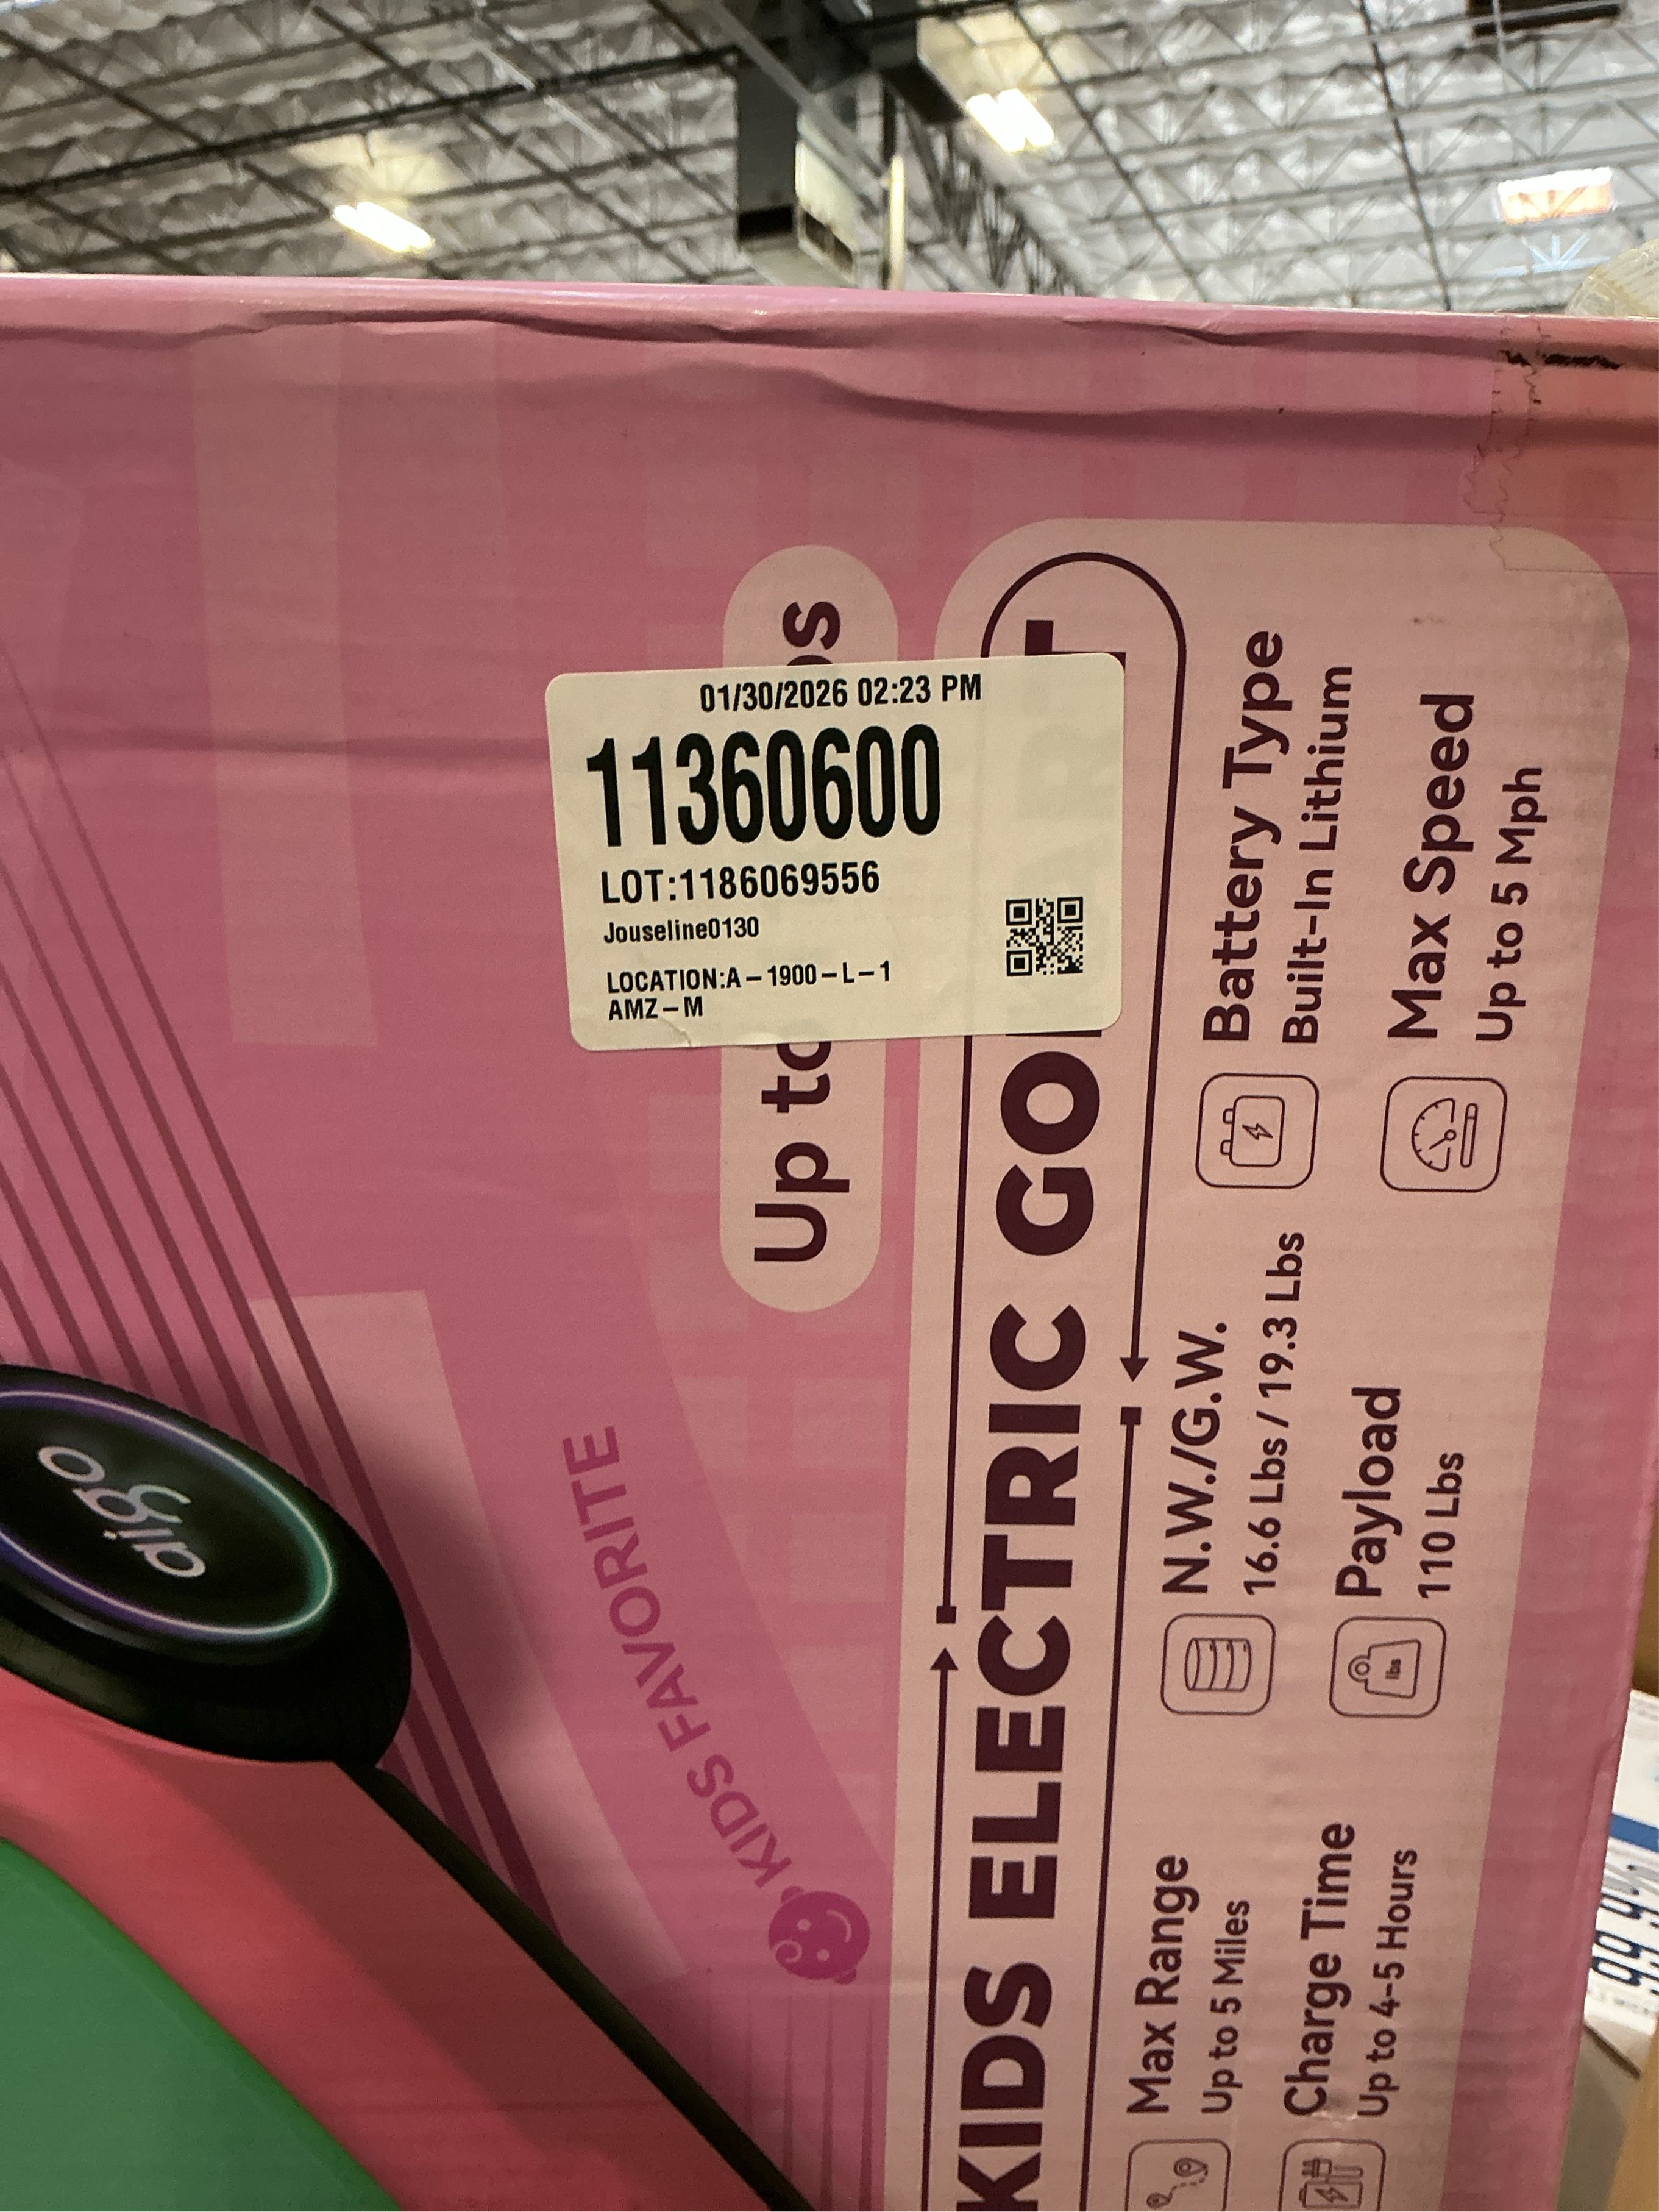 01/30/2026 02:23 PM
11360600
LOT:1186069556
Jouseline0130
LOCATION:A-1900-L-1
AMZ-M
Up to
KIDS ELECTRIC GO
Max Range
Up to 5 Miles
N.W./G.W.
16.6 Lbs / 19.3 Lbs
Battery Type
Built-In Lithium
Charge Time
Up to 4-5 Hours
Payload
110 Lbs
lbs
Max Speed
Up to 5 Mph
KIDS FAVORITE
aigo